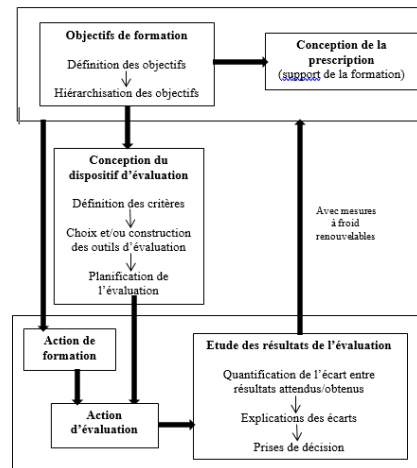 Objectifs de formation
Définition des objectifs
Hiérarchisation des objectifs
Conception de la
prescription
(support de la formation)
Conception du
dispositif d’évaluation
Définition des critères
Choix et/ou construction
des outils d’évaluation
Planification de
l’évaluation
Avec mesures
à froid
renouvelables
Action de
formation
Action
d’évaluation
Etude des résultats de l’évaluation
Quantification de l’écart entre
résultats attendus/obtenus
Explications des écarts
Prises de décision